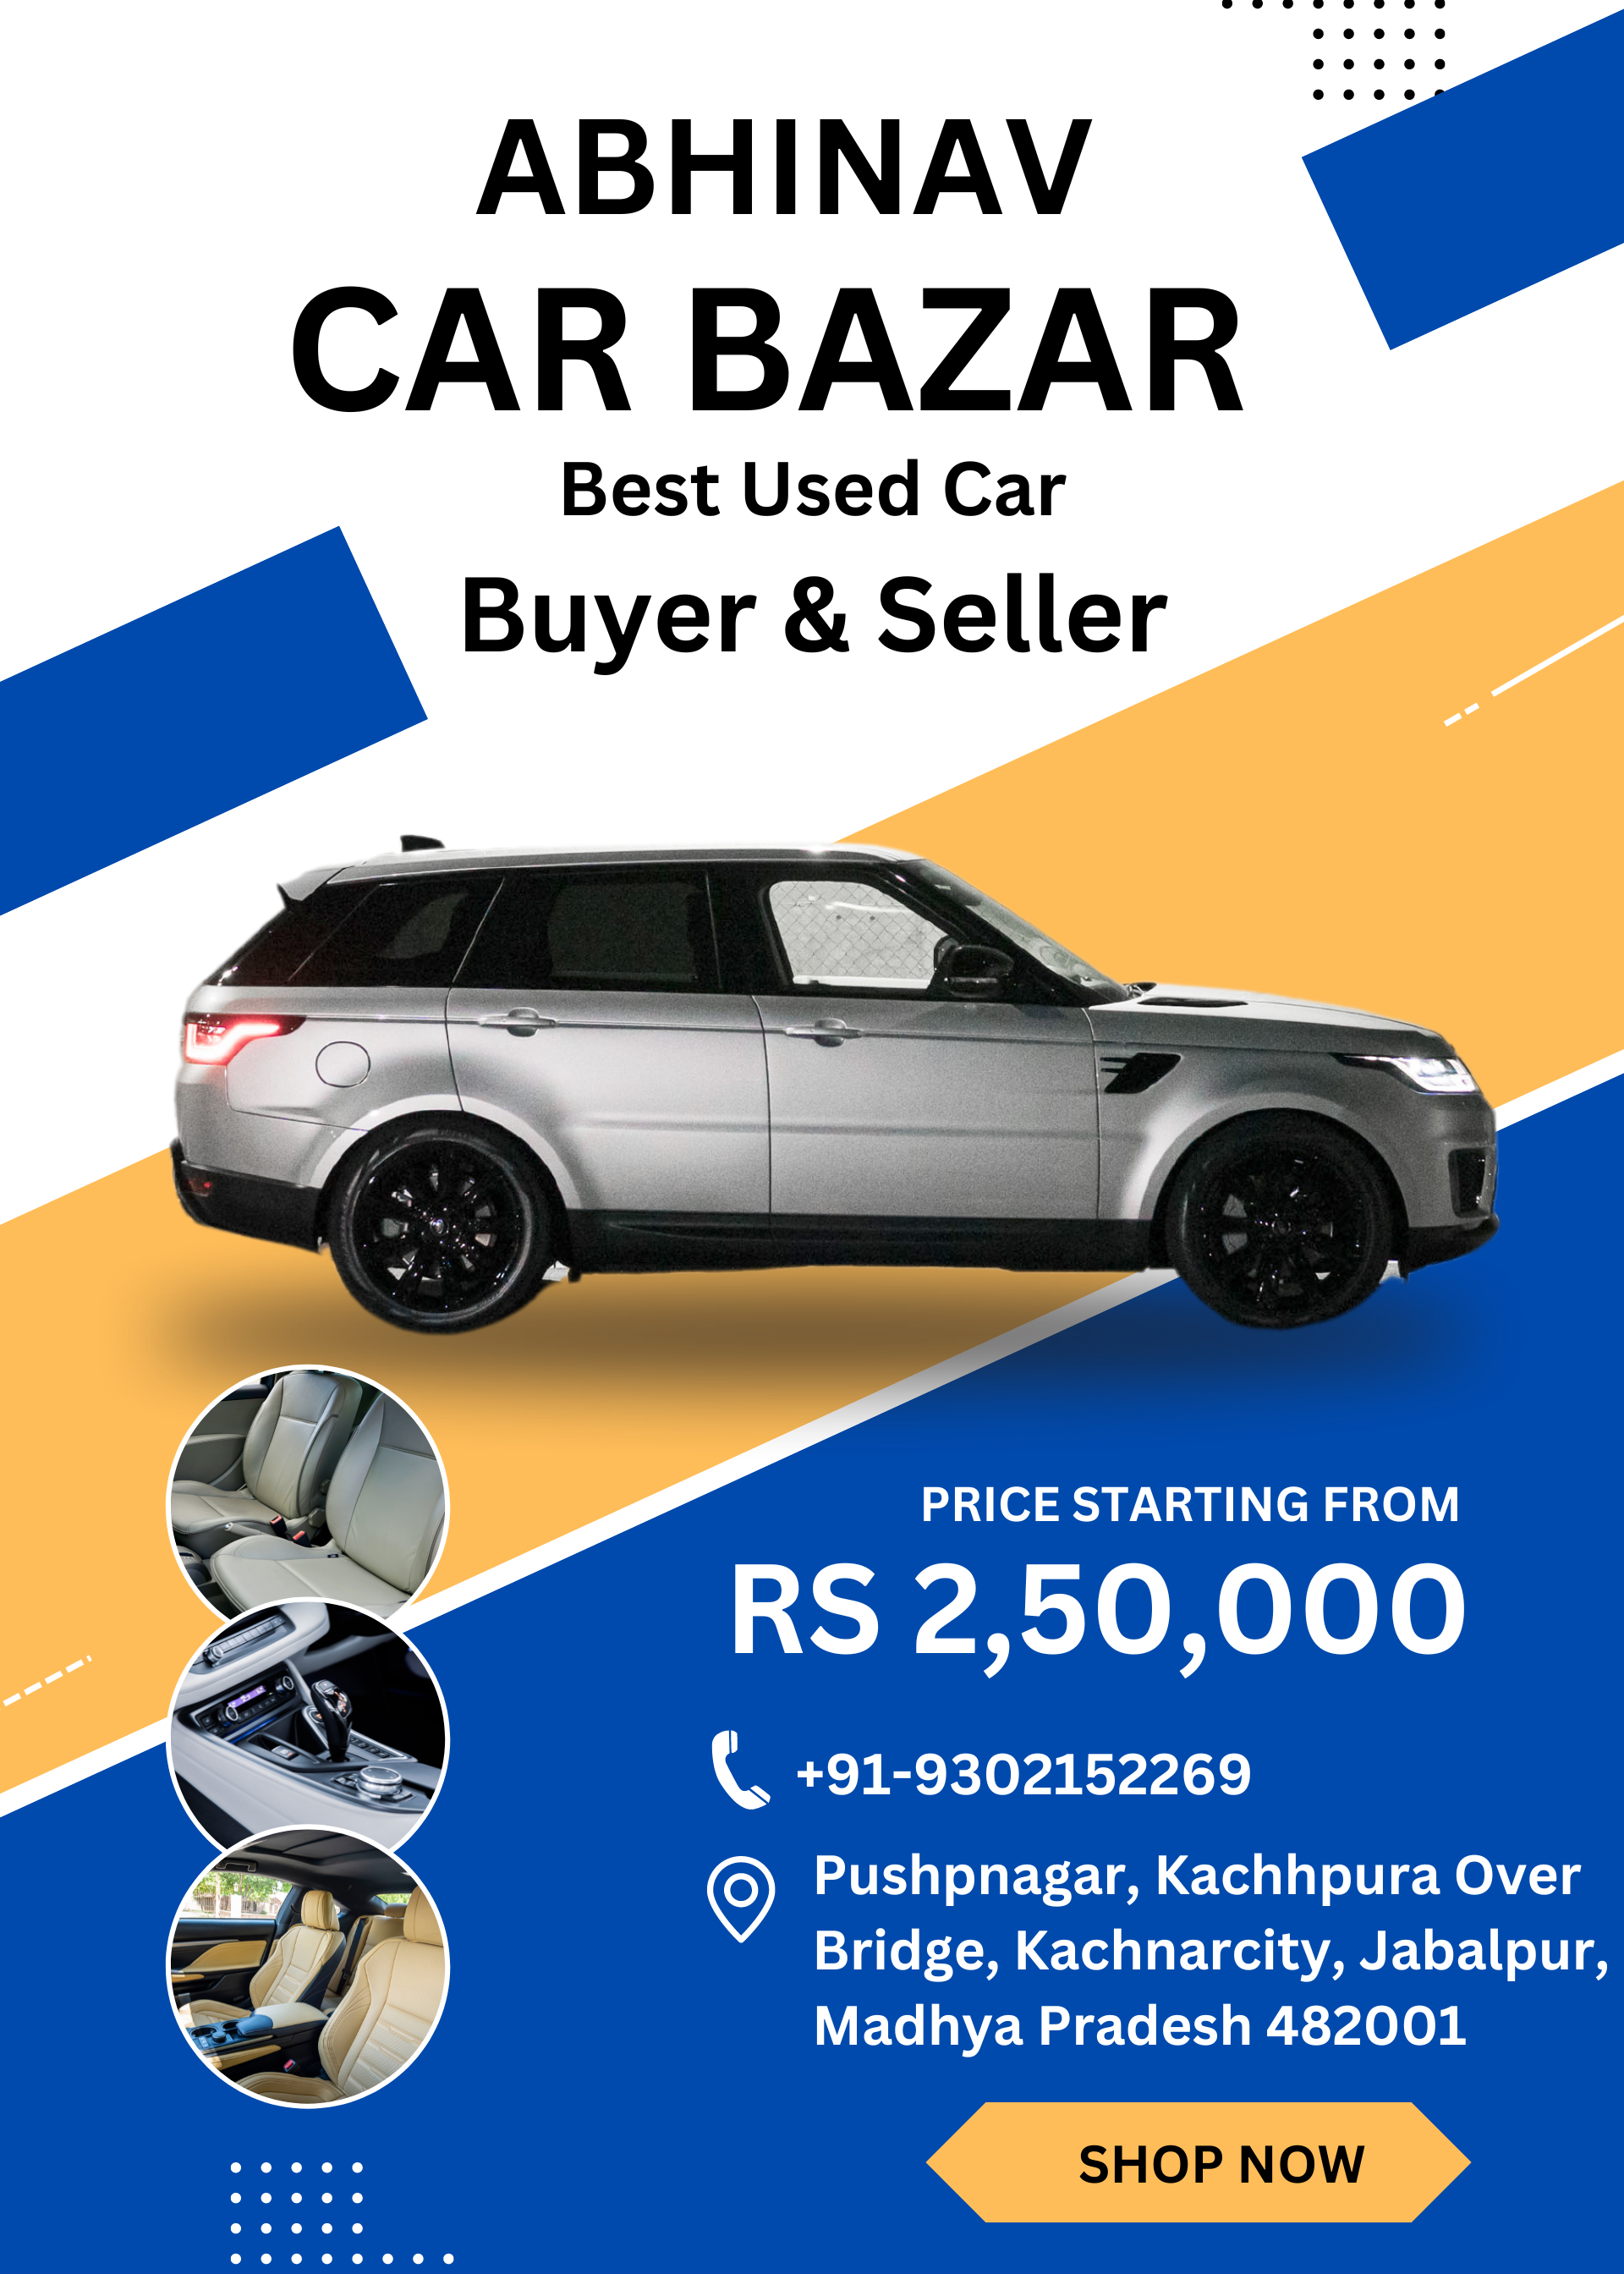 ABHINAV
CAR BAZAR
Best Used Car
Buyer & Seller
PRICE STARTING FROM
RS 2,50,000
+91-9302152269
Pushpnagar, Kachhpura Over
Bridge, Kachnarcity, Jabalpur,
Madhya Pradesh 482001
SHOP NOW